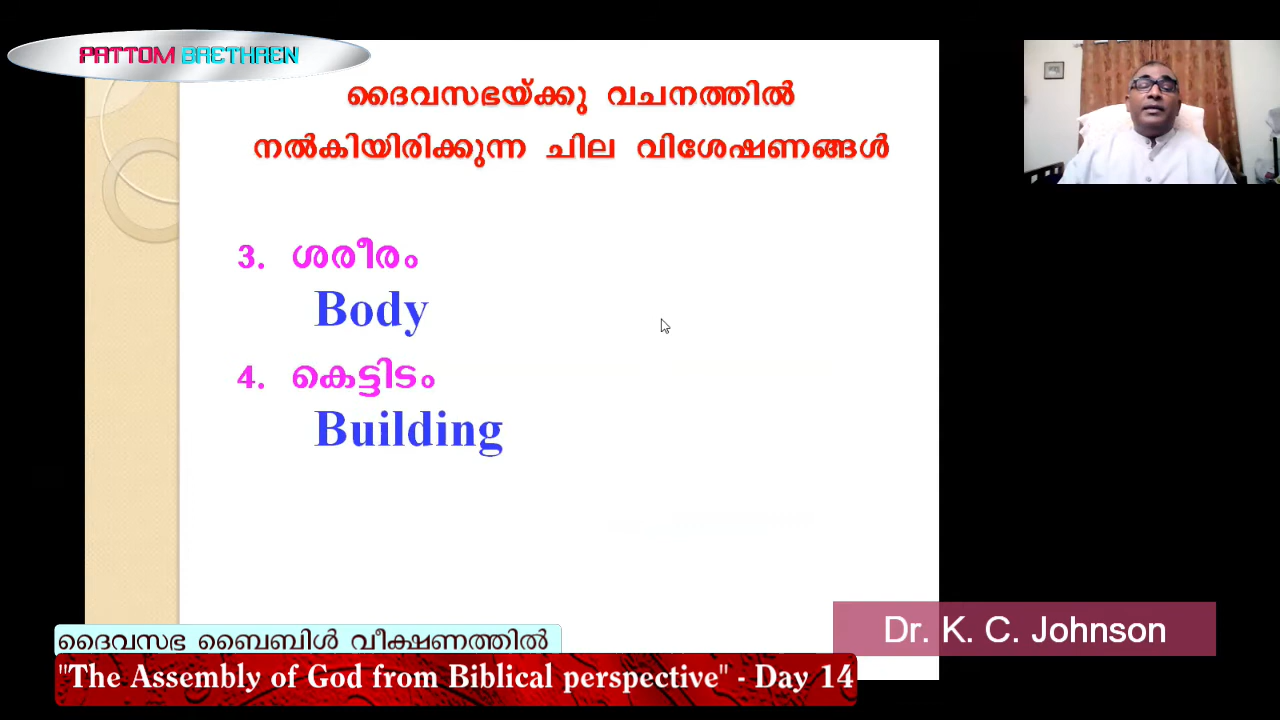 PATTOM BRETHREN
ദൈവസഭയ്ക്കു വചനത്തിൽ
നൽകിയിരിക്കുന്ന ചില വിശേഷണങ്ങൾ
3. ശരീരം
Body
4. കെട്ടിടം
Building
Dr. K. C. Johnson
ദൈവസഭ ബൈബിൾ വീക്ഷണത്തിൽ
"The Assembly of God from Biblical perspective" - Day 14